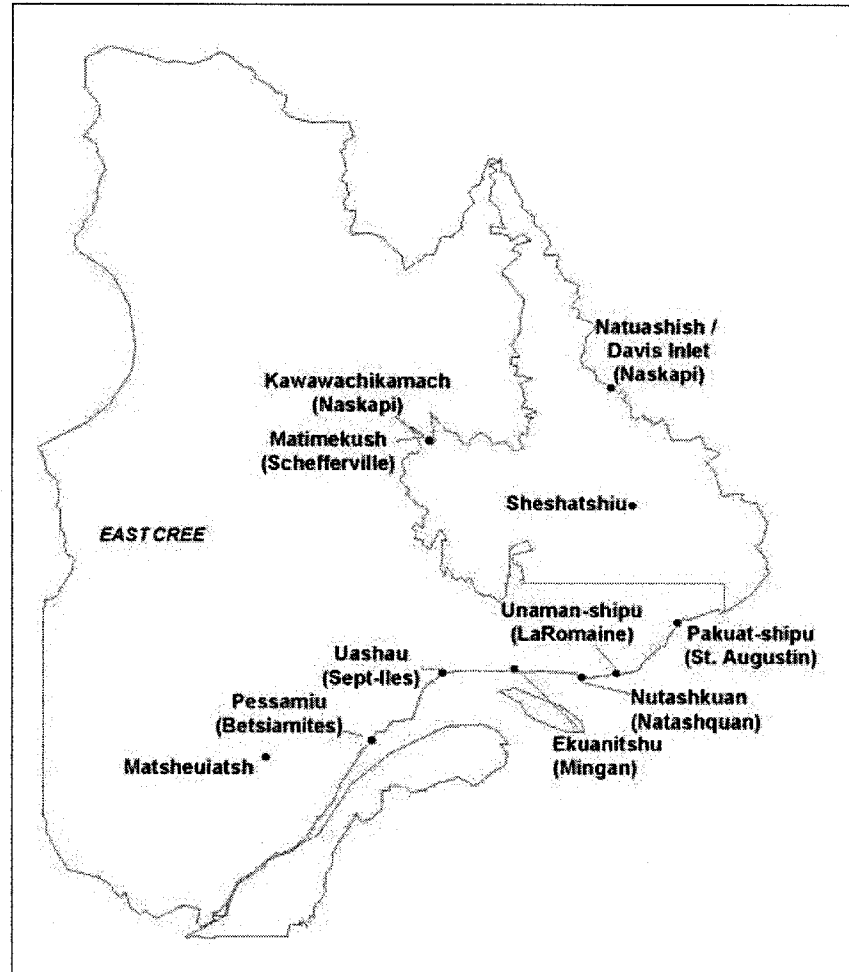 Natuashish /
Davis Inlet
(Naskapi)
Kawawachikamach
(Naskapi)
Matimekush
(Schefferville)
Sheshatshiu
EAST CREE
Unaman-shipu
(LaRomaine)
Pakuat-shipu
(St. Augustin)
Uashau
(Sept-Iles)
Nutashkuan
(Natashquan)
Pessamiu
(Betsiamites)
Ekuanitshu
(Mingan)
Matsheuiatsh